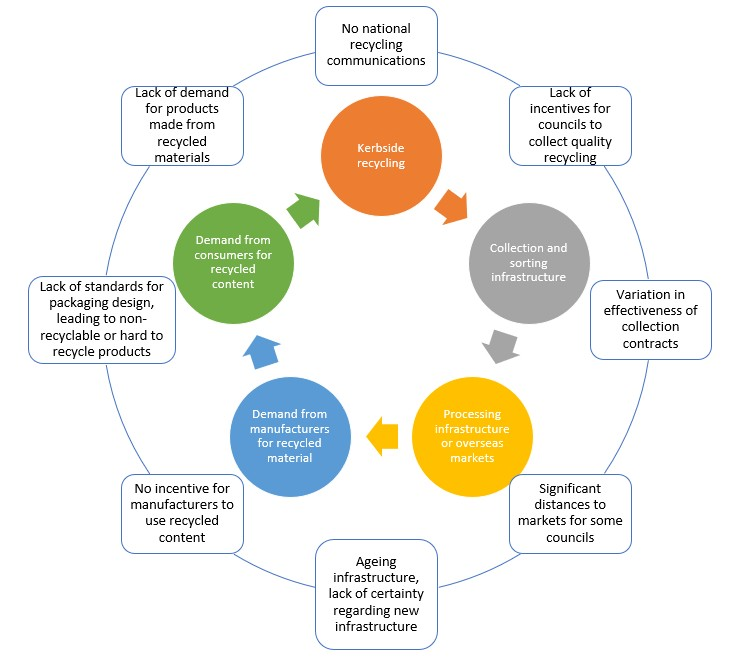 No national
recycling
communications
Lack of demand
for products
made from
recycled
materials
Lack of
incentives for
councils to
collect quality
recycling
Kerbside
recycling
Demand from
consumers for
recycled
content
Collection and
sorting
infrastructure
Lack of standards for
packaging design,
leading to non-
recyclable or hard to
recycle products
Variation in
effectiveness of
collection
contracts
Demand from
manufacturers
for recycled
material
Processing
infrastructure
or overseas
markets
No incentive for
manufacturers to
use recycled
content
Significant
distances to
markets for some
councils
Ageing
infrastructure,
lack of certainty
regarding new
infrastructure